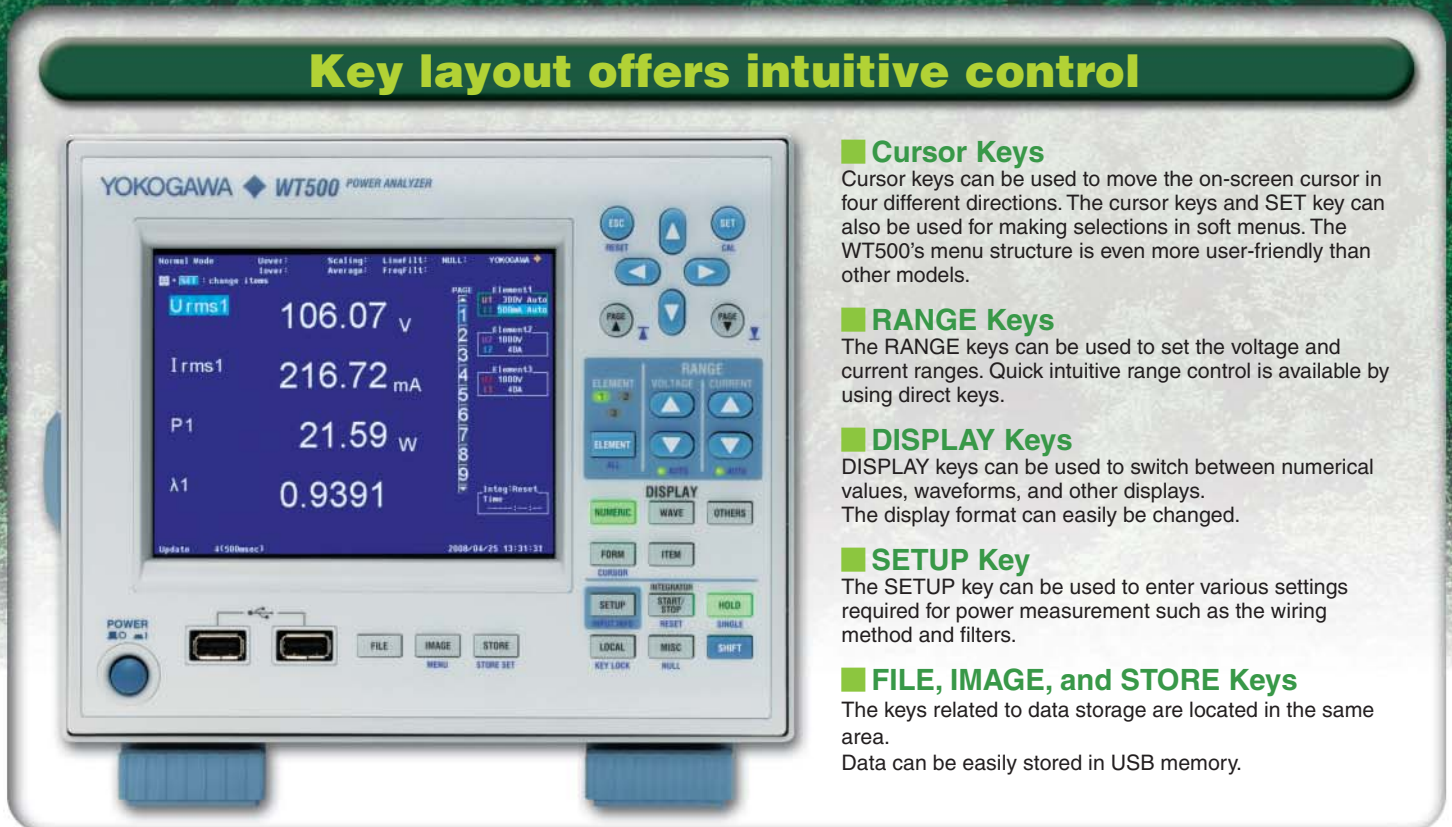 Key layout offers intuitive control
YOKOGAWA WT500 POWER ANALYZER
Normal Mode Uover: Scaling: LineFilt: NULL: YOKOGAWA
Iover: Average: FreqFilt:
SET : change items
PAGE
Urms1 106.07 V
Irms1 216.72 mA
P1 21.59 W
λ1 0.9391
1
2
3
4
5
6
7
8
9
Element1
U1 300V Auto
I1 500mA Auto
Element2
U2 1000V
I2 40A
Element3
U3 1000V
I3 40A
Integ:Reset
Time
------:--:--
Update 4(500msec) 2008/04/25 13:31:31
ESC SET
RESET CAL
PAGE PAGE
RANGE
ELEMENT VOLTAGE CURRENT
1 2
3
ELEMENT
ALL AUTO AUTO
DISPLAY
NUMERIC WAVE OTHERS
FORM ITEM
CURSOR
INTEGRATOR
SETUP START/STOP HOLD
INPUT INFO RESET SINGLE
LOCAL MISC SHIFT
KEY LOCK NULL
POWER
FILE IMAGE STORE
MENU STORE SET
Cursor Keys
Cursor keys can be used to move the on-screen cursor in
four different directions. The cursor keys and SET key can
also be used for making selections in soft menus. The
WT500's menu structure is even more user-friendly than
other models.
RANGE Keys
The RANGE keys can be used to set the voltage and
current ranges. Quick intuitive range control is available by
using direct keys.
DISPLAY Keys
DISPLAY keys can be used to switch between numerical
values, waveforms, and other displays.
The display format can easily be changed.
SETUP Key
The SETUP key can be used to enter various settings
required for power measurement such as the wiring
method and filters.
FILE, IMAGE, and STORE Keys
The keys related to data storage are located in the same
area.
Data can be easily stored in USB memory.